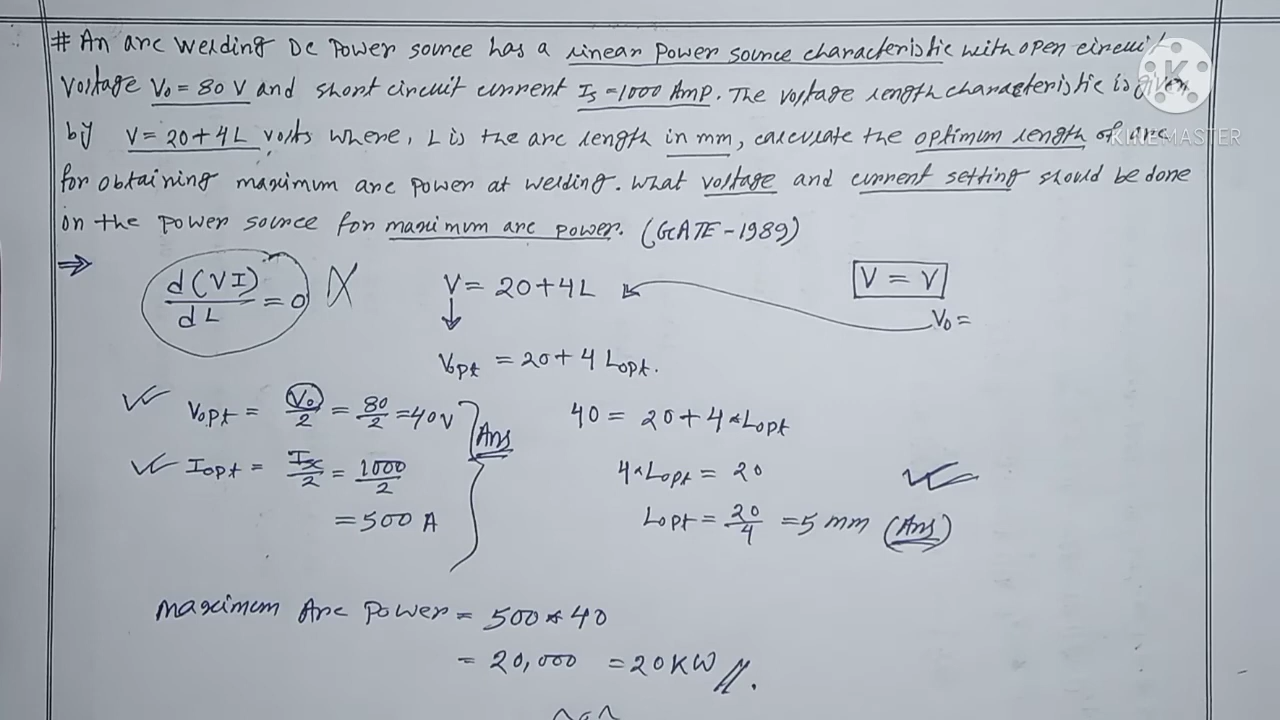 # An arc Welding DC Power source has a linear power source characteristic with open circuit
voltage V₀ = 80 V and short circuit current Is = 1000 Amp. The voltage length characteristic is given
by V = 20+4L volts where, L is the arc length in mm, calculate the optimum length of arc
for obtaining maximum arc power at welding. What voltage and current setting should be done
on the power source for maximum arc power. (GATE-1989)
KINEMASTER
⇒ d(VI)/dL = 0 X
V = 20+4L
V = V
V₀ =
Vopt = 20+4 Lopt.
Vopt = V₀/2 = 80/2 = 40V
Ans
40 = 20+4*Lopt
Iopt = Is/2 = 1000/2
4*Lopt = 20
= 500 A
Lopt = 20/4 = 5 mm (Ans)
Maximum Arc Power = 500 * 40
= 20,000 = 20KW //.